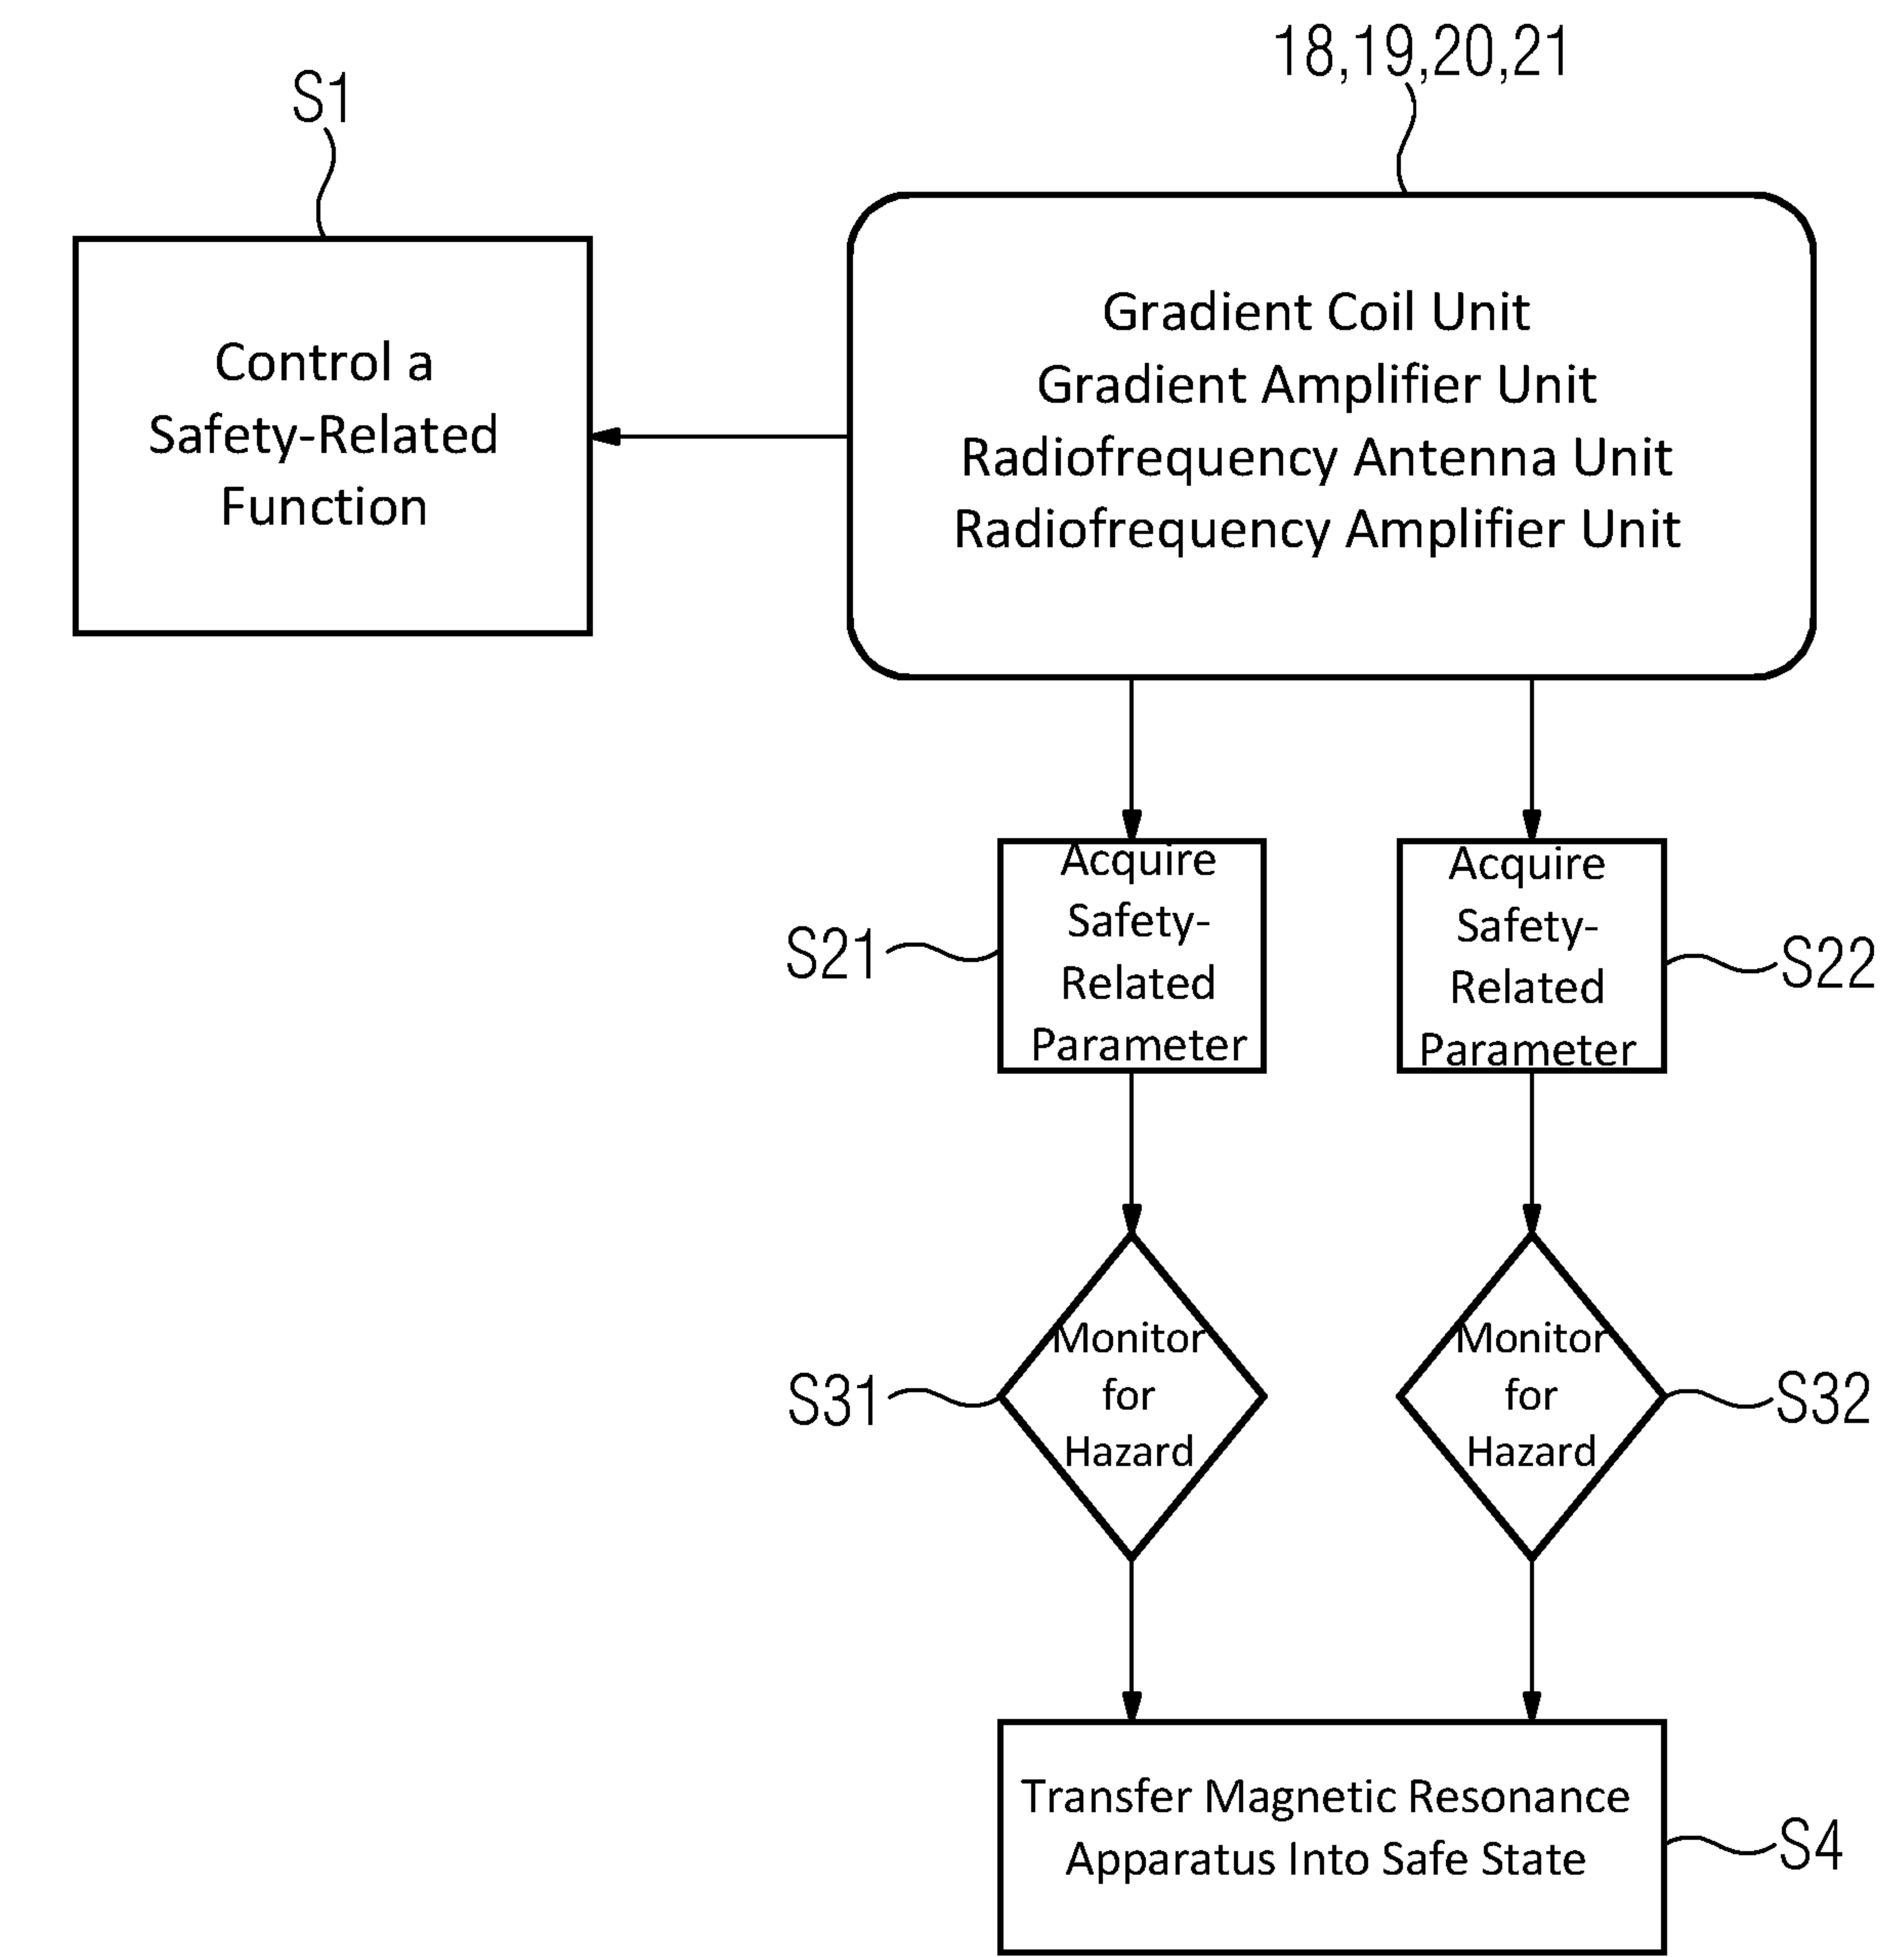 18,19,20,21
S1
Control a
Safety-Related
Function
Gradient Coil Unit
Gradient Amplifier Unit
Radiofrequency Antenna Unit
Radiofrequency Amplifier Unit
S21
Acquire
Safety-
Related
Parameter
Acquire
Safety-
Related
Parameter
S22
S31
Monitor
for
Hazard
Monitor
for
Hazard
S32
Transfer Magnetic Resonance
Apparatus Into Safe State
S4